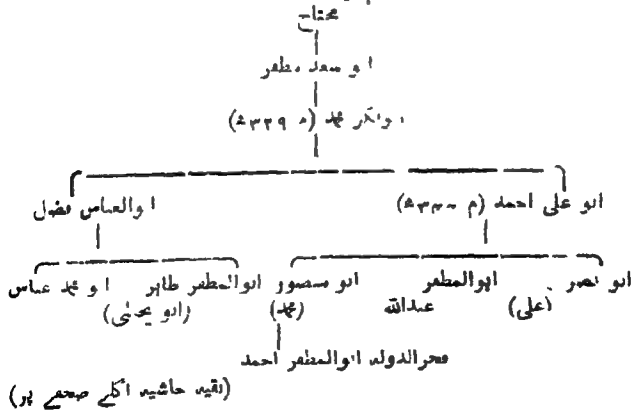 محتاج
ابو سعد مظفر
ابوبکر محمد (م ۳۲۹ھ)
ابو علی احمد (م ۳۴۴ھ) ابوالعباس فضل
ابو نصر (علی) ابوالمظفر عبداللہ ابو منصور (محمد) ابوالمظفر طاہر (ابو یحیٰی) ابو محمد عباس
فخرالدولہ ابوالمظفر احمد
(بقیہ حاشیہ اگلے صفحے پر)